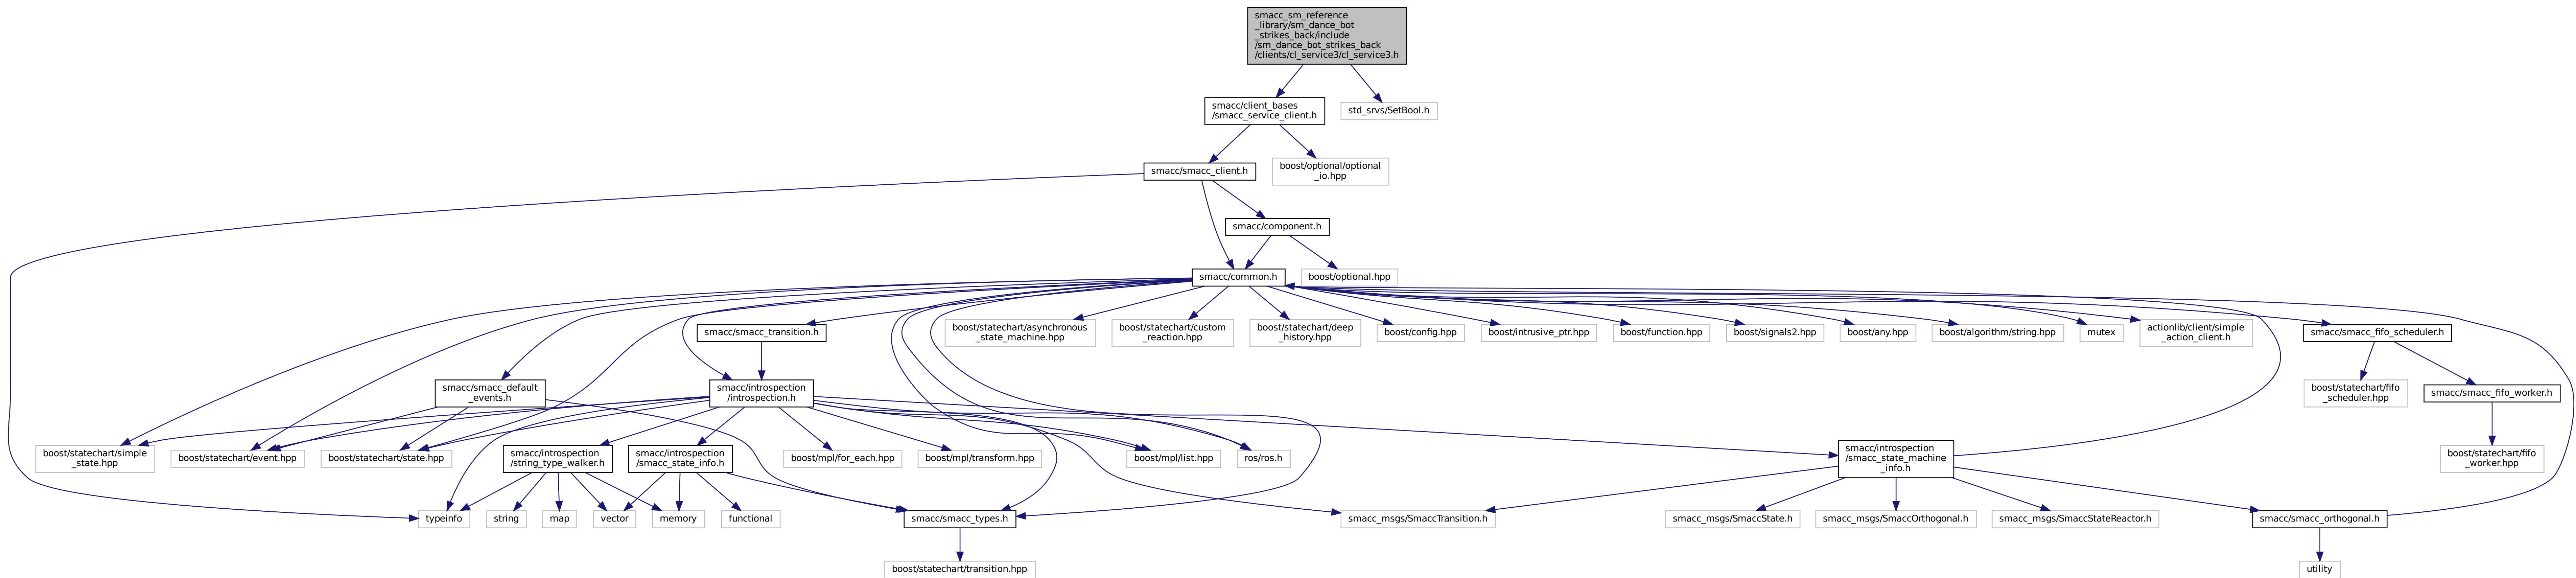 smacc_sm_reference
_library/sm_dance_bot
_strikes_back/include
/sm_dance_bot_strikes_back
/clients/cl_service3/cl_service3.h
smacc/client_bases
/smacc_service_client.h
std_srvs/SetBool.h
smacc/smacc_client.h
boost/optional/optional
_io.hpp
smacc/component.h
smacc/common.h
boost/optional.hpp
smacc/smacc_transition.h
boost/statechart/asynchronous
_state_machine.hpp
boost/statechart/custom
_reaction.hpp
boost/statechart/deep
_history.hpp
boost/config.hpp
boost/intrusive_ptr.hpp
boost/function.hpp
boost/signals2.hpp
boost/any.hpp
boost/algorithm/string.hpp
mutex
actionlib/client/simple
_action_client.h
smacc/smacc_fifo_scheduler.h
smacc/smacc_default
_events.h
smacc/introspection
/introspection.h
boost/statechart/fifo
_scheduler.hpp
smacc/smacc_fifo_worker.h
boost/statechart/simple
_state.hpp
boost/statechart/event.hpp
boost/statechart/state.hpp
smacc/introspection
/string_type_walker.h
smacc/introspection
/smacc_state_info.h
boost/mpl/for_each.hpp
boost/mpl/transform.hpp
boost/mpl/list.hpp
ros/ros.h
smacc/introspection
/smacc_state_machine
_info.h
boost/statechart/fifo
_worker.hpp
typeinfo
string
map
vector
memory
functional
smacc/smacc_types.h
smacc_msgs/SmaccTransition.h
smacc_msgs/SmaccState.h
smacc_msgs/SmaccOrthogonal.h
smacc_msgs/SmaccStateReactor.h
smacc/smacc_orthogonal.h
boost/statechart/transition.hpp
utility